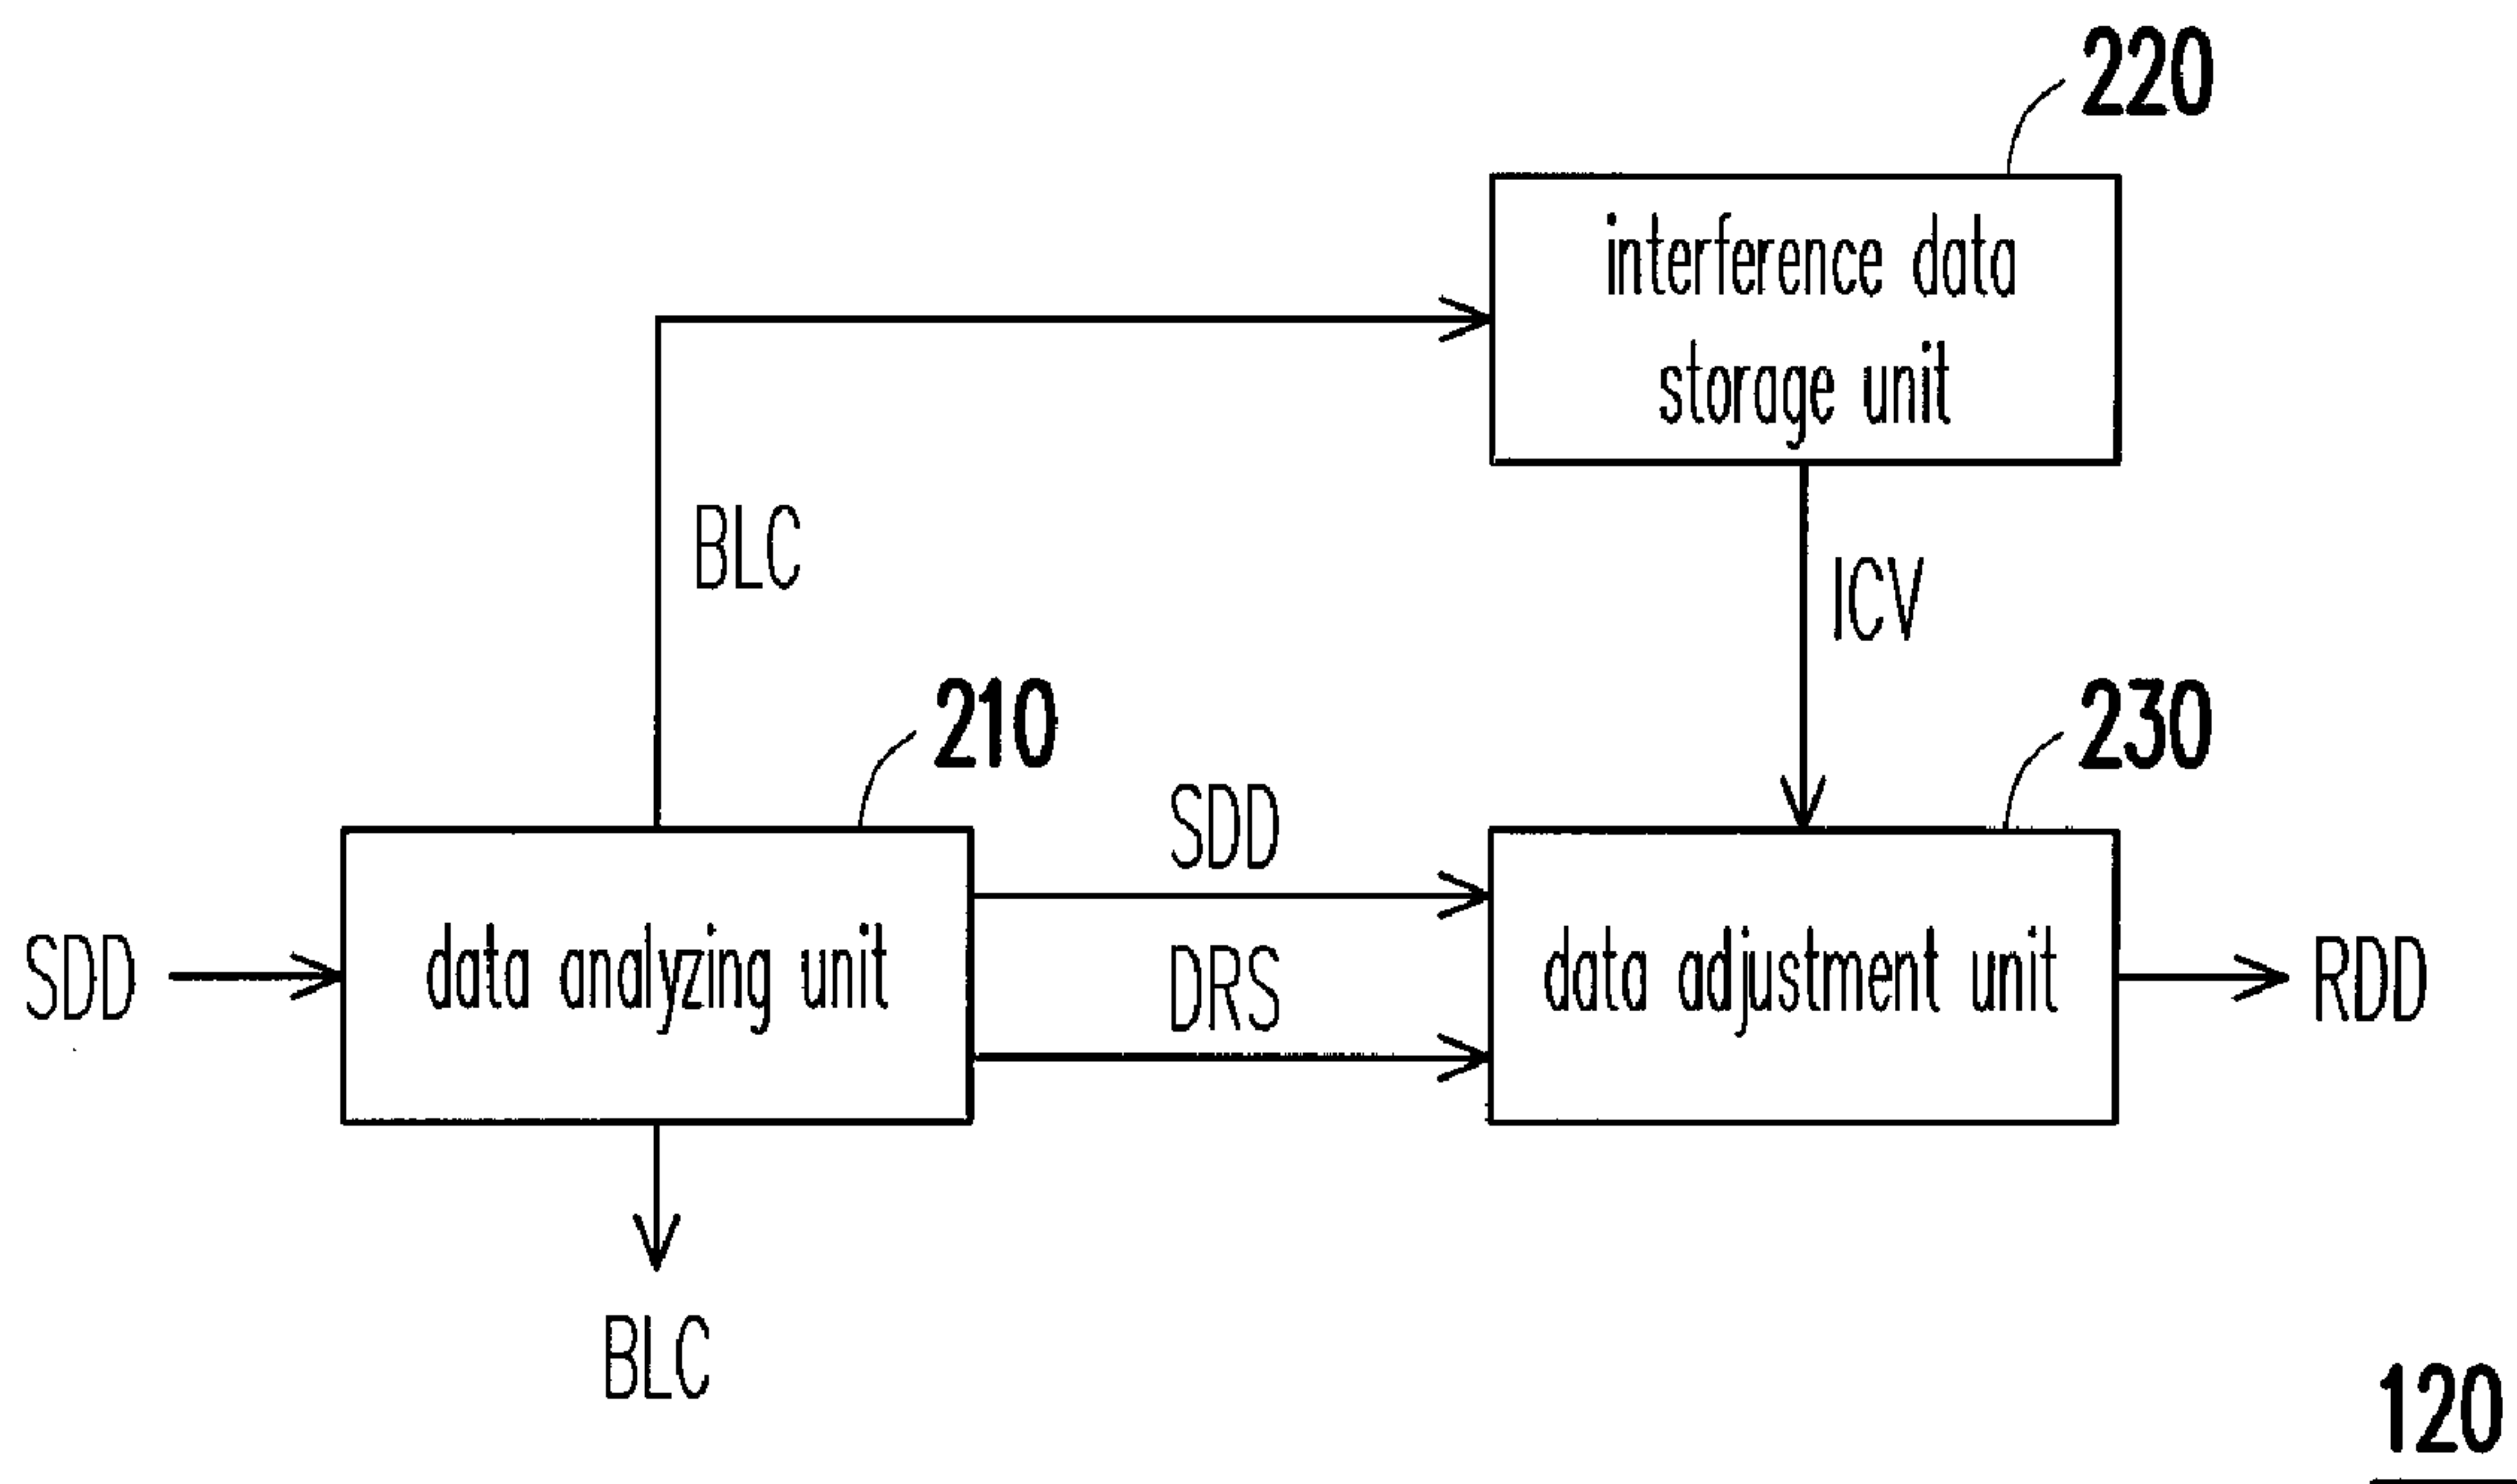 220
interference data
storage unit
BLC
ICV
210
230
SDD
SDD
data analyzing unit
DRS
data adjustment unit
RDD
BLC
120